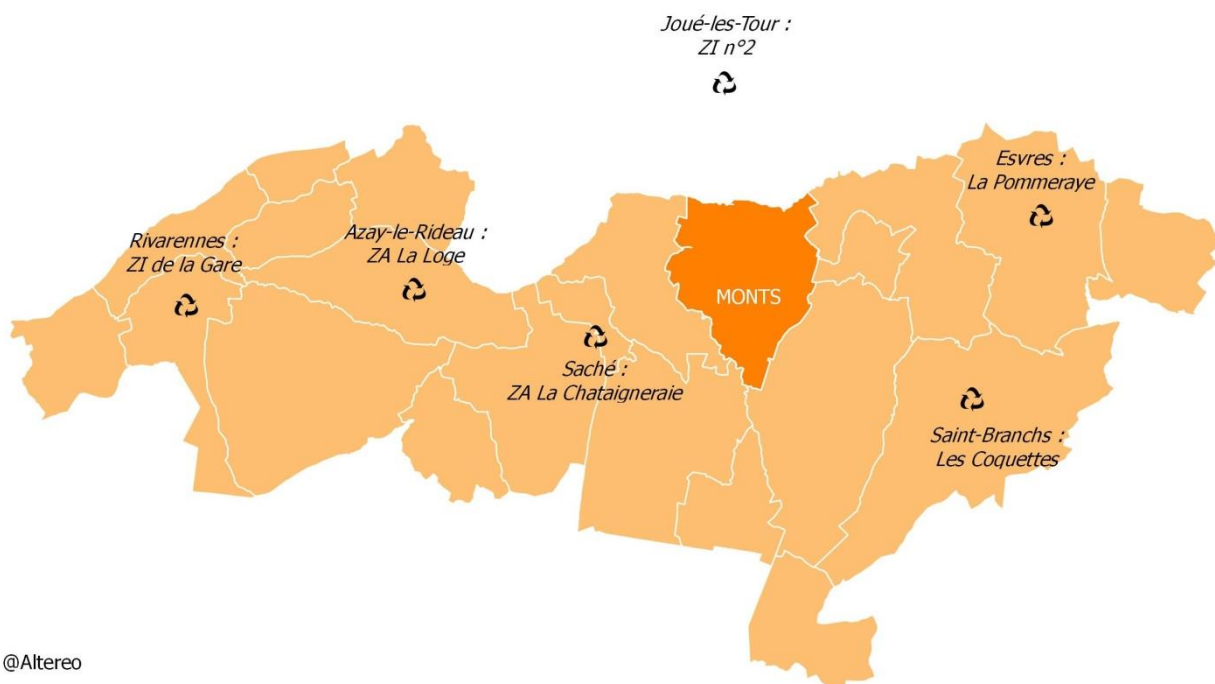 Joué-les-Tour :
ZI n°2
Esvres :
La Pommeraye
Rivarennes :
ZI de la Gare
Azay-le-Rideau :
ZA La Loge
MONTS
Saché :
ZA La Chataigneraie
Saint-Branchs :
Les Coquettes
@Altereo